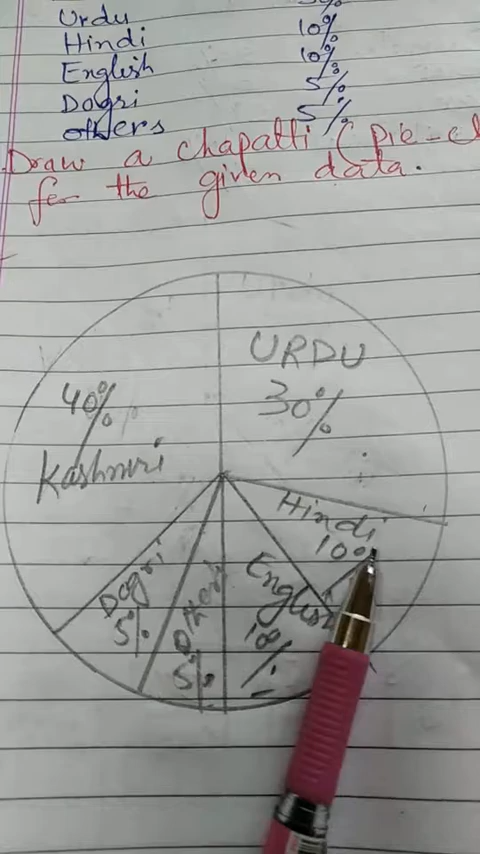 Urdu
Hindi 10%
English 10%
Dogri 5%
others 5%
Draw a chapatti (pie-c
for the given data.
URDU
30%
40%
Kashmiri
Hindi
10%
English
10%
Dogri
5%
Others
5%